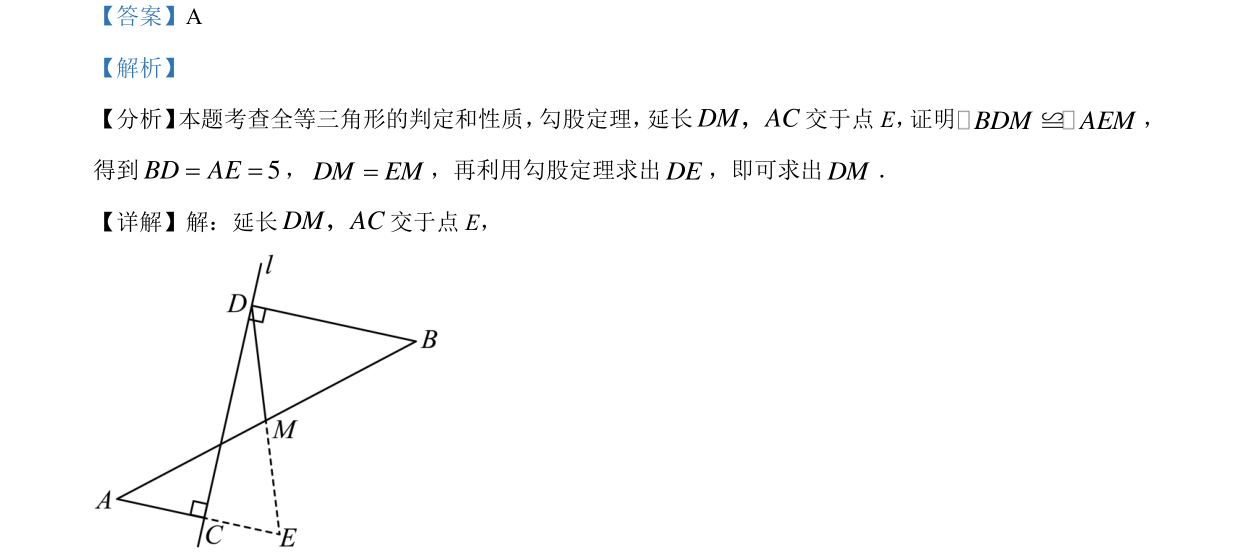 【答案】A
【解析】
【分析】本题考查全等三角形的判定和性质，勾股定理，延长DM，AC交于点E，证明□BDM≌□AEM，
得到BD=AE=5，DM=EM，再利用勾股定理求出DE，即可求出DM．
【详解】解：延长DM，AC交于点E，
l
D
B
M
A
C
E